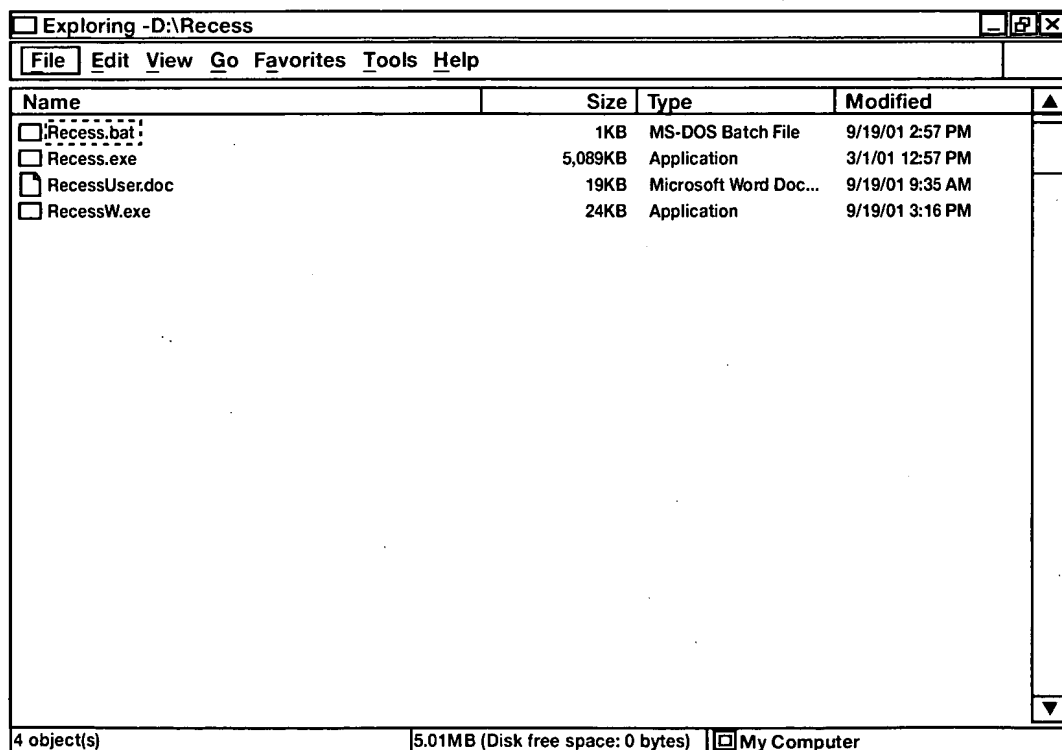 Exploring -D:\Recess
File Edit View Go Favorites Tools Help
Name Size Type Modified
Recess.bat 1KB MS-DOS Batch File 9/19/01 2:57 PM
Recess.exe 5,089KB Application 3/1/01 12:57 PM
RecessUser.doc 19KB Microsoft Word Doc... 9/19/01 9:35 AM
RecessW.exe 24KB Application 9/19/01 3:16 PM
4 object(s) 5.01MB (Disk free space: 0 bytes) My Computer